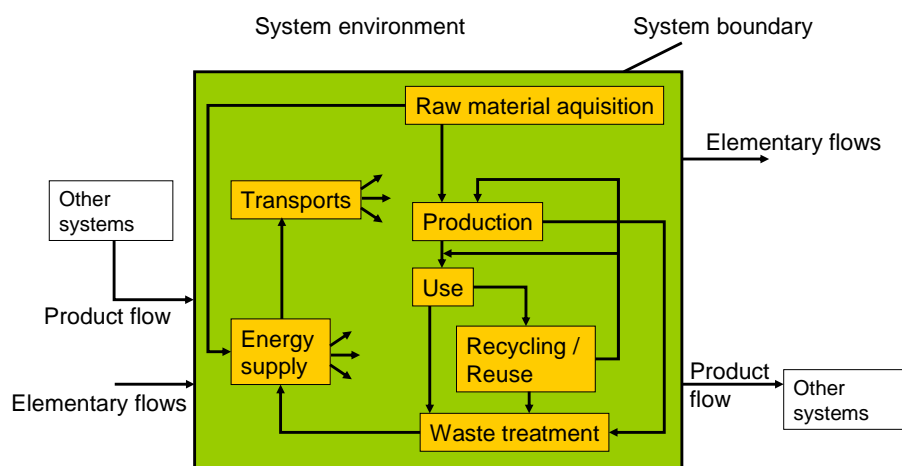 System environment
System boundary
Raw material aquisition
Elementary flows
Other
systems
Transports
Production
Use
Product flow
Energy
supply
Recycling /
Reuse
Product
flow
Other
systems
Elementary flows
Waste treatment